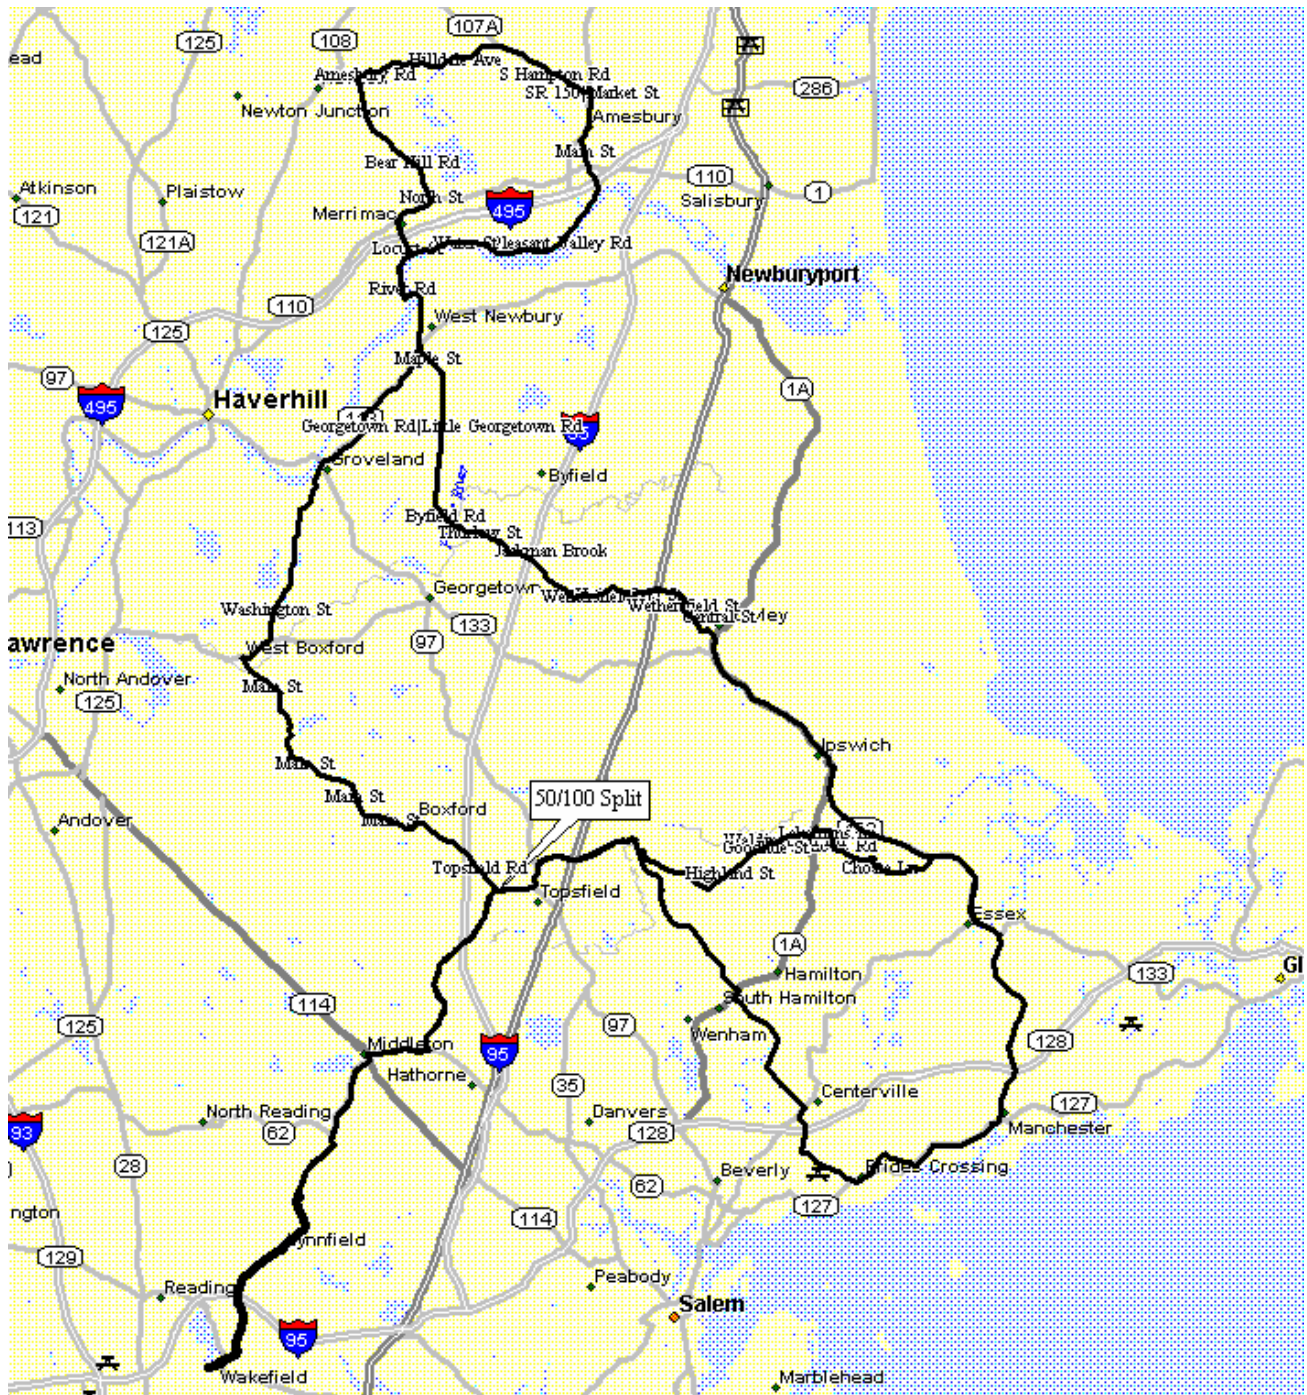 107A
125
108
ead
Hilldale Ave
Amesbury Rd
S Hampton Rd
286
SR 150|Market St
Newton Junction
Amesbury
Main St
Bear Hill Rd
110
Atkinson
Plaistow
North St
1
Salisbury
121
495
Merrimac
121A
Pleasant Valley Rd
Newburyport
River Rd
110
West Newbury
125
Maple St
97
1A
495
Haverhill
Georgetown Rd|Little Georgetown Rd
Groveland
Byfield
River
Byfield Rd
113
Thurlow St
Jackman Brook
Georgetown
Wethersfield St
Washington St
Central St
133
97
awrence
West Boxford
North Andover
Main St
125
Ipswich
Main St
Main St
50/100 Split
Boxford
Main St
Andover
Topsfield Rd
Highland St
Topsfield
Essex
1A
Hamilton
133
Gl
South Hamilton
114
125
97
Wenham
128
Middleton
95
Hathorne
35
Centerville
North Reading
Danvers
127
93
62
128
Manchester
28
Beverly
Prides Crossing
62
127
ngton
114
129
Lynnfield
Reading
Peabody
Salem
95
Wakefield
Marblehead